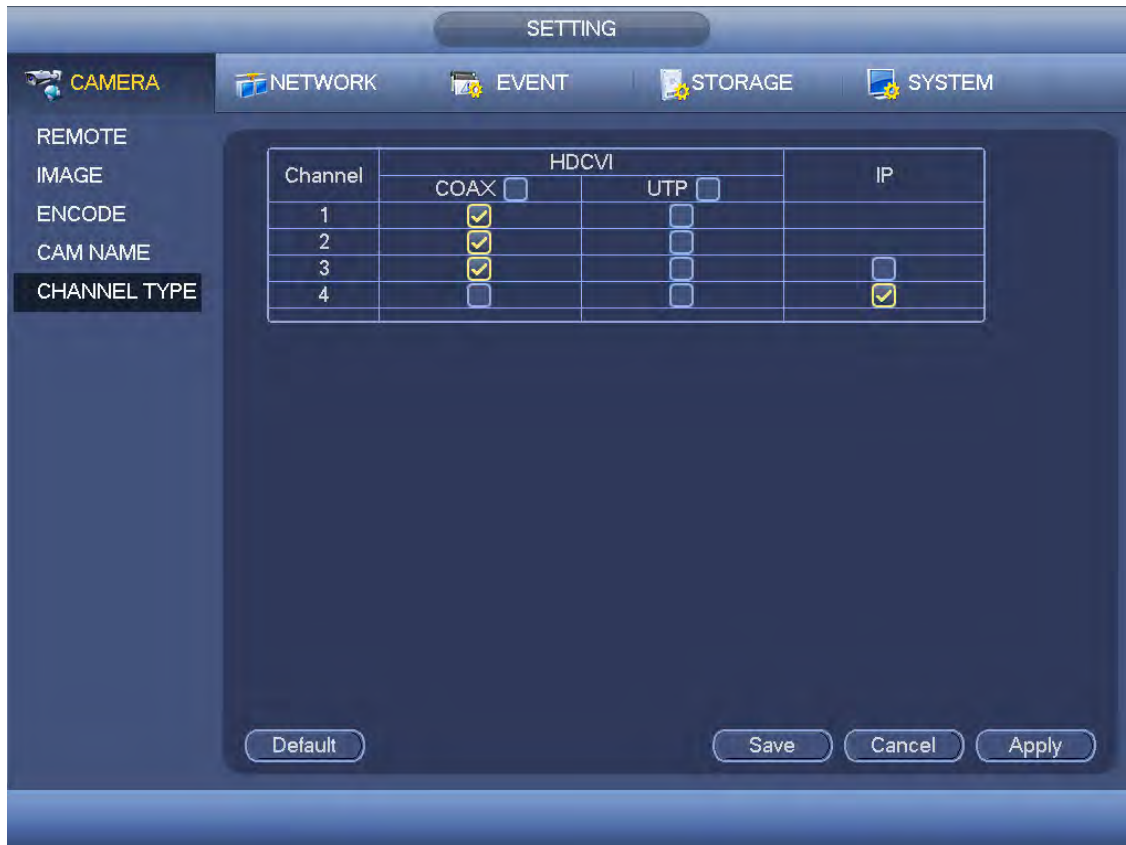 SETTING
CAMERA NETWORK EVENT STORAGE SYSTEM
REMOTE
IMAGE
ENCODE
CAM NAME
CHANNEL TYPE
Channel HDCVI IP
COAX UTP
1
2
3
4
Default Save Cancel Apply